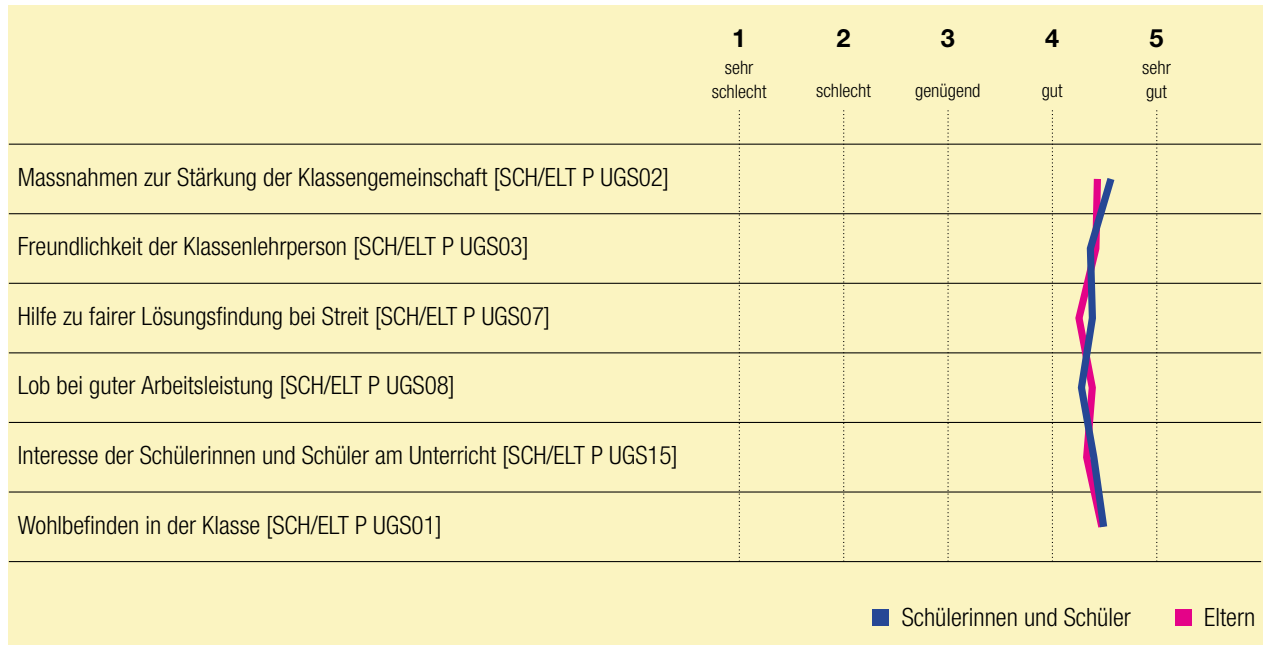 1 2 3 4 5
sehr schlecht schlecht genügend gut sehr gut
Massnahmen zur Stärkung der Klassengemeinschaft [SCH/ELT P UGS02]
Freundlichkeit der Klassenlehrperson [SCH/ELT P UGS03]
Hilfe zu fairer Lösungsfindung bei Streit [SCH/ELT P UGS07]
Lob bei guter Arbeitsleistung [SCH/ELT P UGS08]
Interesse der Schülerinnen und Schüler am Unterricht [SCH/ELT P UGS15]
Wohlbefinden in der Klasse [SCH/ELT P UGS01]
Schülerinnen und Schüler Eltern